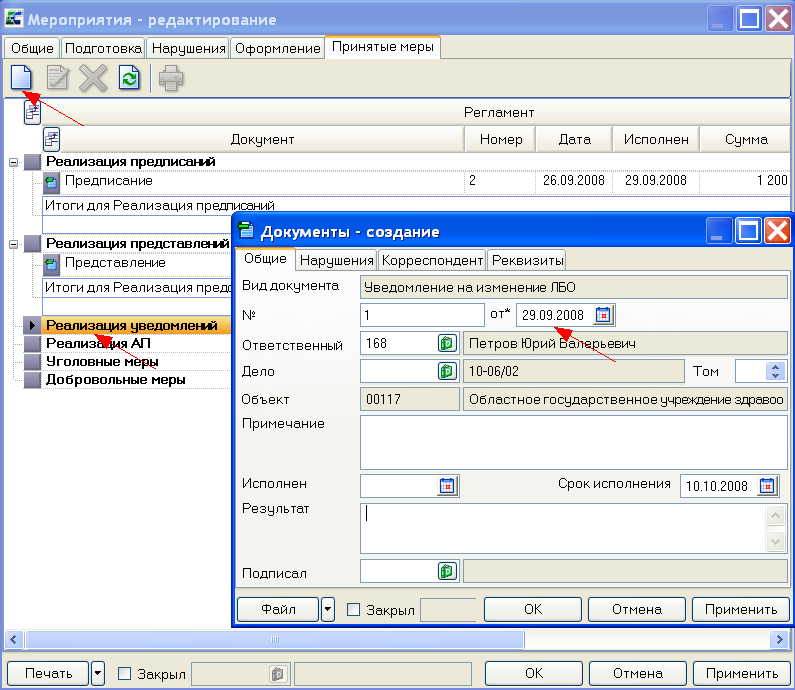 Мероприятия - редактирование
Общие Подготовка Нарушения Оформление Принятые меры
Регламент
Документ Номер Дата Исполнен Сумма
Реализация предписаний
Предписание 2 26.09.2008 29.09.2008 1 200
Итоги для Реализация предписаний
Реализация представлений
Представление
Итоги для Реализация предс
Реализация уведомлений
Реализация АП
Уголовные меры
Добровольные меры
Документы - создание
Общие Нарушения Корреспондент Реквизиты
Вид документа Уведомление на изменение ЛБО
№ 1 от* 29.09.2008
Ответственный 168 Петров Юрий Валерьевич
Дело 10-06/02 Том
Объект 00117 Областное государственное учреждение здравоо
Примечание
Исполнен Срок исполнения 10.10.2008
Результат
Подписал
Файл Закрыл ОК Отмена Применить
Печать Закрыл ОК Отмена Применить